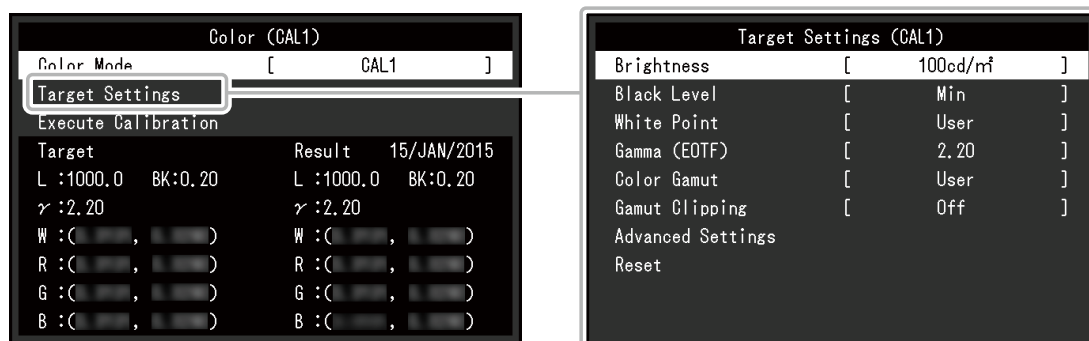 Color (CAL1)
Color Mode [ CAL1 ]
Target Settings
Execute Calibration
Target Result 15/JAN/2015
L :1000.0 BK:0.20 L :1000.0 BK:0.20
γ :2.20 γ :2.20
W :( , ) W :( , )
R :( , ) R :( , )
G :( , ) G :( , )
B :( , ) B :( , )
Target Settings (CAL1)
Brightness [ 100cd/㎡ ]
Black Level [ Min ]
White Point [ User ]
Gamma (EOTF) [ 2.20 ]
Color Gamut [ User ]
Gamut Clipping [ Off ]
Advanced Settings
Reset